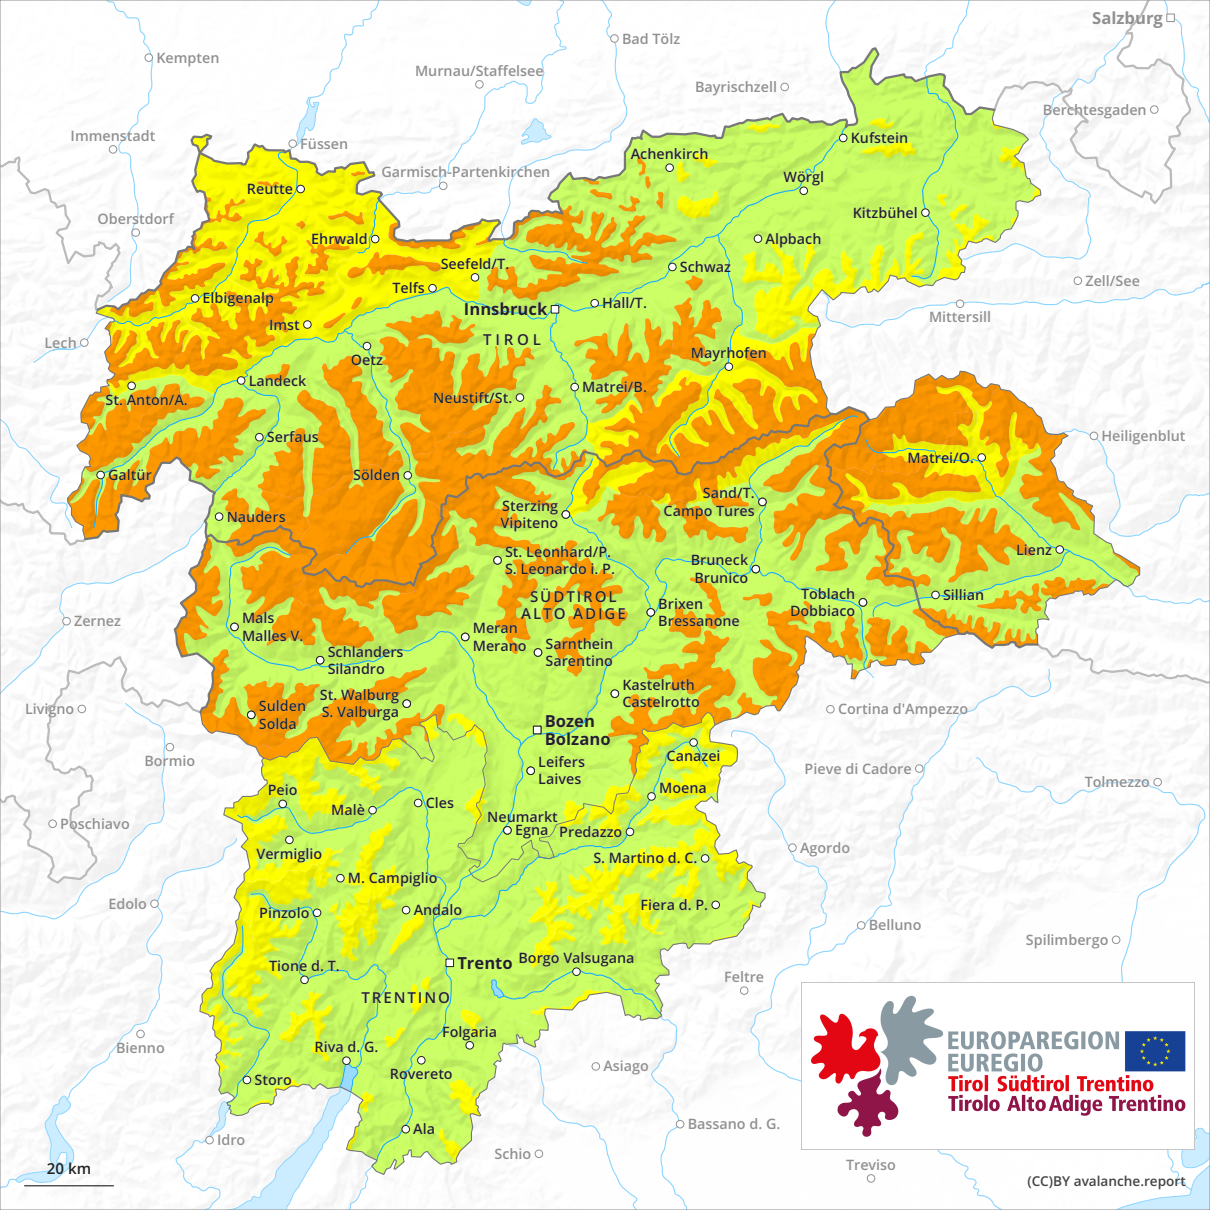 Salzburg
Bad Tölz
Kempten
Murnau/Staffelsee
Bayrischzell
Berchtesgaden
Immenstadt
Füssen
Kufstein
Achenkirch
Garmisch-Partenkirchen
Wörgl
Reutte
Oberstdorf
Kitzbühel
Ehrwald
Alpbach
Seefeld/T.
Schwaz
Zell/See
Telfs
Elbigenalp
Hall/T.
Innsbruck
Mittersill
Imst
TIROL
Lech
Mayrhofen
Oetz
Landeck
Matrei/B.
St. Anton/A.
Neustift/St.
Serfaus
Heiligenblut
Matrei/O.
Galtür
Sölden
Sand/T.
Campo Tures
Sterzing
Vipiteno
Nauders
Lienz
St. Leonhard/P.
S. Leonardo i. P.
Bruneck
Brunico
SÜDTIROL
ALTO ADIGE
Toblach
Dobbiaco
Sillian
Brixen
Bressanone
Zernez
Mals
Malles V.
Meran
Merano
Sarnthein
Sarentino
Schlanders
Silandro
Kastelruth
Castelrotto
St. Walburg
S. Valburga
Sulden
Solda
Livigno
Cortina d'Ampezzo
Bozen
Bolzano
Canazei
Bormio
Leifers
Laives
Pieve di Cadore
Tolmezzo
Peio
Moena
Malè
Cles
Neumarkt
Egna
Predazzo
Poschiavo
Vermiglio
S. Martino d. C.
Agordo
M. Campiglio
Edolo
Pinzolo
Andalo
Fiera d. P.
Belluno
Spilimbergo
Trento
Borgo Valsugana
Tione d. T.
Feltre
TRENTINO
Folgaria
Bienno
Riva d. G.
EUROPAREGION
EUREGIO
Tirol Südtirol Trentino
Tirolo Alto Adige Trentino
Storo
Rovereto
Asiago
Idro
Ala
Bassano d. G.
Schio
20 km
Treviso
(CC)BY avalanche.report